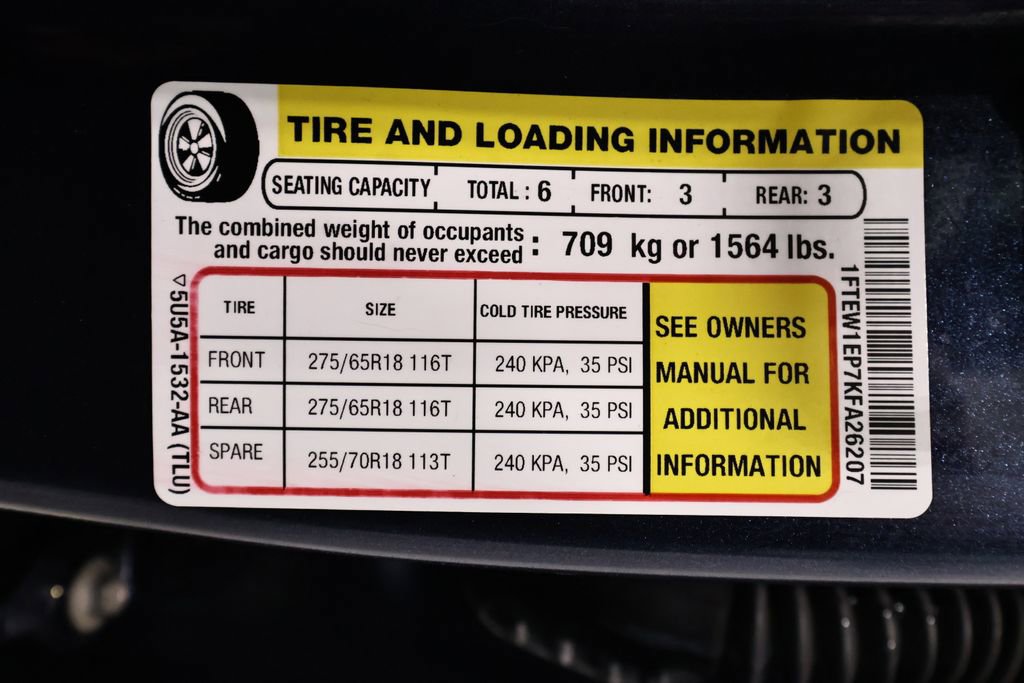 TIRE AND LOADING INFORMATION
SEATING CAPACITY TOTAL : 6 FRONT: 3 REAR: 3
The combined weight of occupants
and cargo should never exceed : 709 kg or 1564 lbs.
TIRE SIZE COLD TIRE PRESSURE
FRONT 275/65R18 116T 240 KPA, 35 PSI
REAR 275/65R18 116T 240 KPA, 35 PSI
SPARE 255/70R18 113T 240 KPA, 35 PSI
SEE OWNERS
MANUAL FOR
ADDITIONAL
INFORMATION
5U5A-1532-AA (TLU)
1FTEW1EP7KFA26207